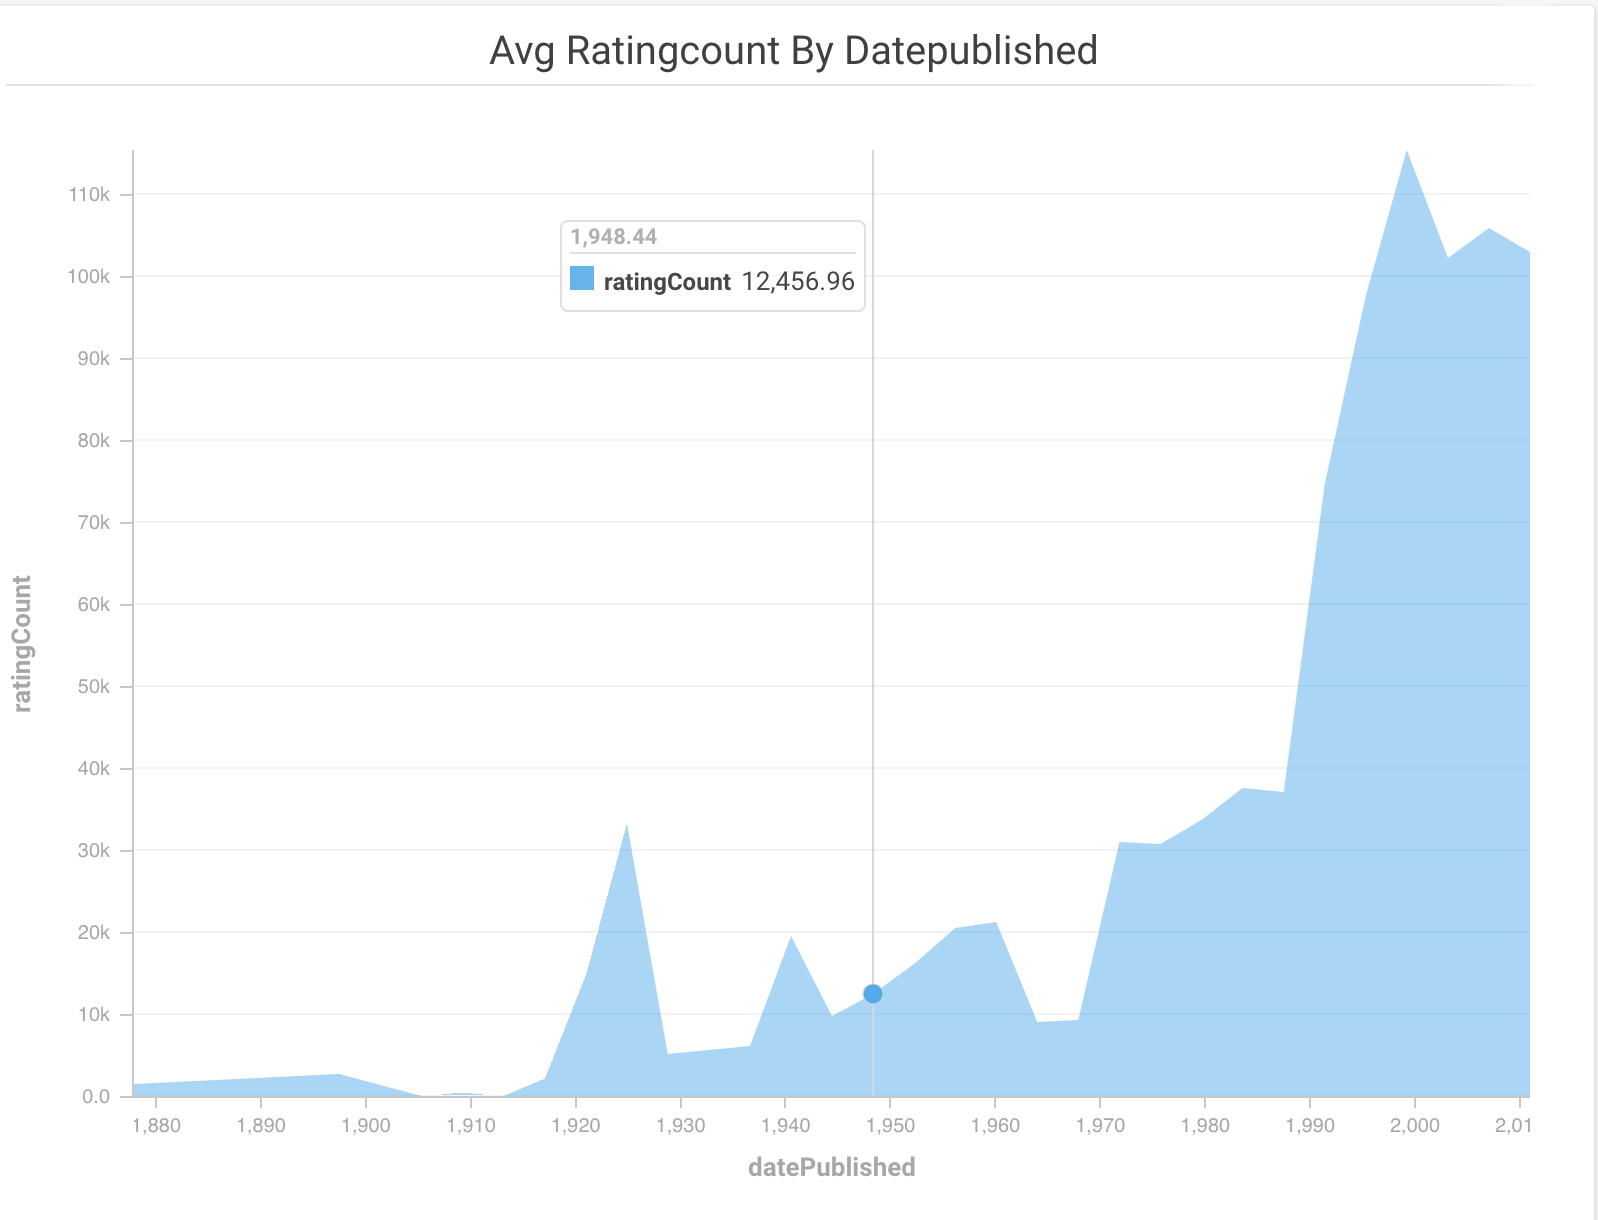 Avg Ratingcount By Datepublished
110k
100k
90k
80k
70k
60k
50k
40k
30k
20k
10k
0.0
ratingCount
1,948.44
ratingCount 12,456.96
1,880 1,890 1,900 1,910 1,920 1,930 1,940 1,950 1,960 1,970 1,980 1,990 2,000 2,01
datePublished